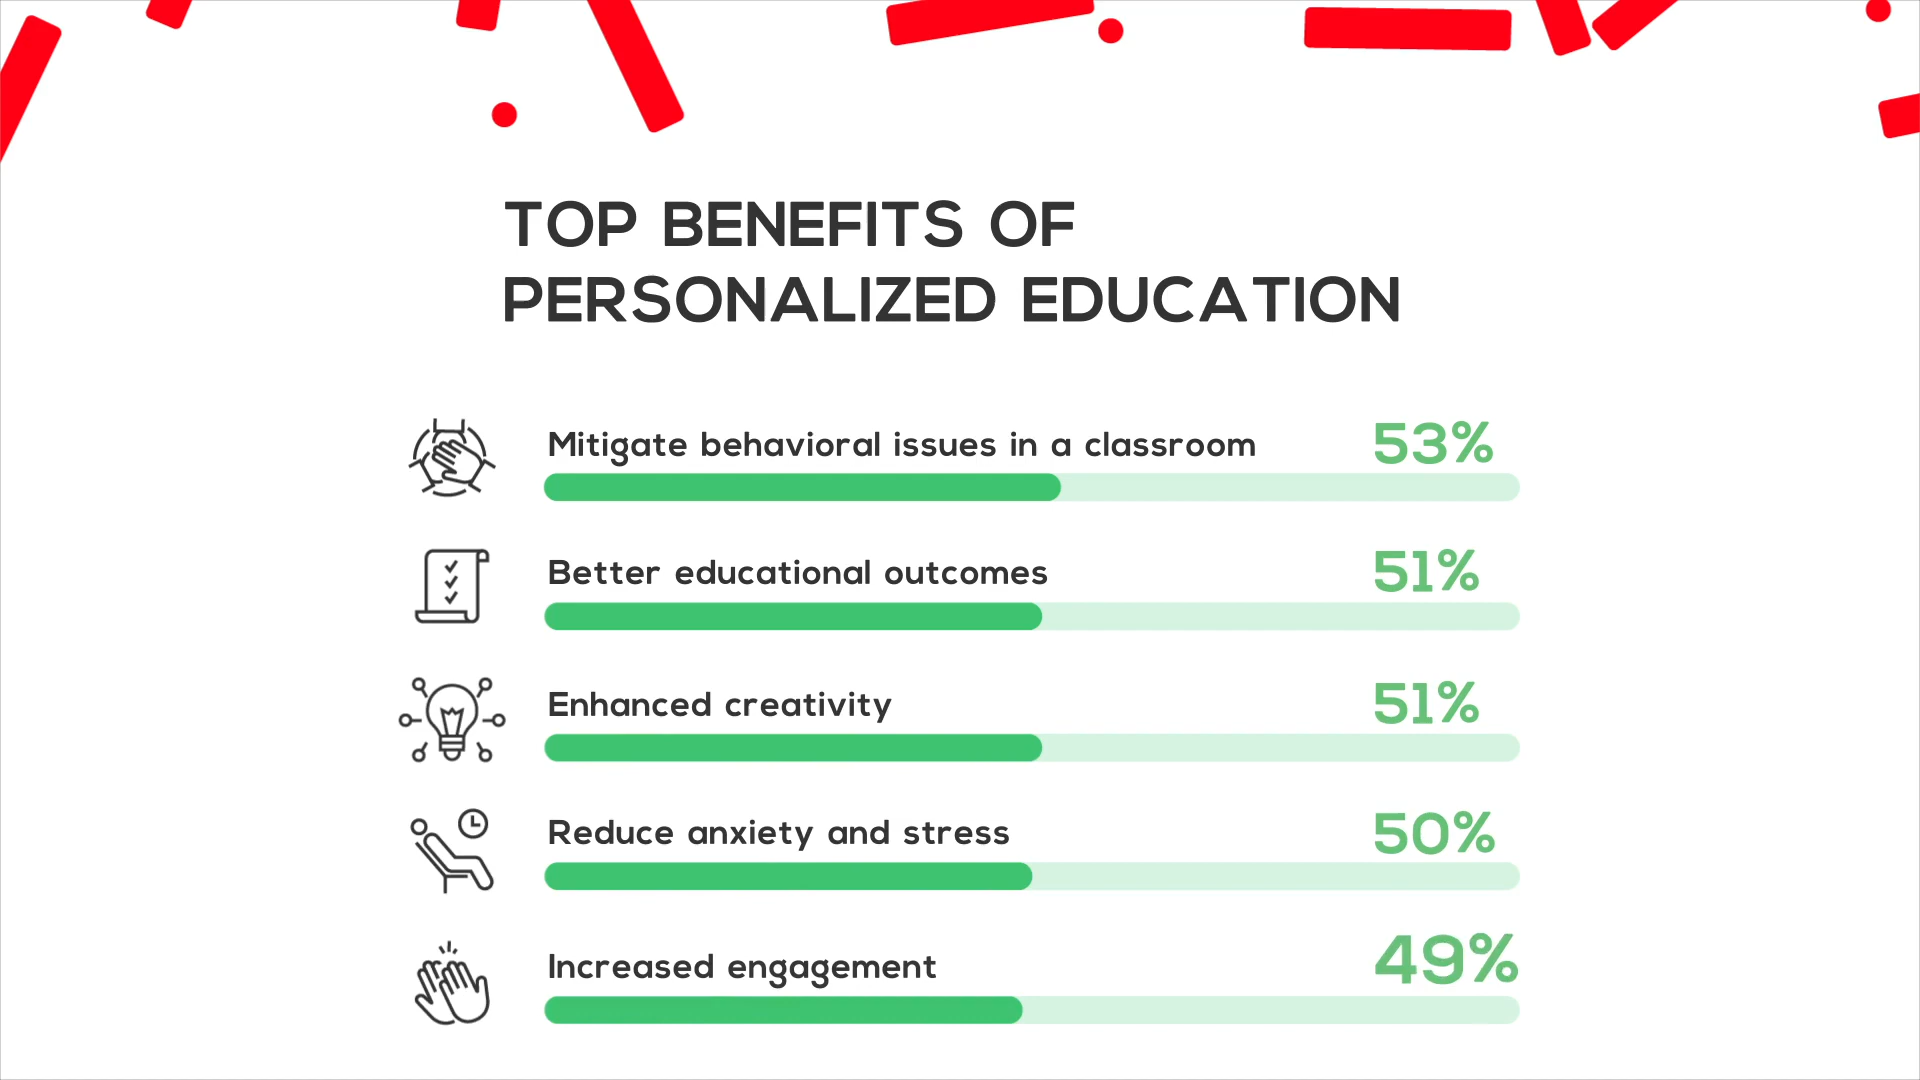 TOP BENEFITS OF
PERSONALIZED EDUCATION
Mitigate behavioral issues in a classroom 53%
Better educational outcomes 51%
Enhanced creativity 51%
Reduce anxiety and stress 50%
Increased engagement 49%